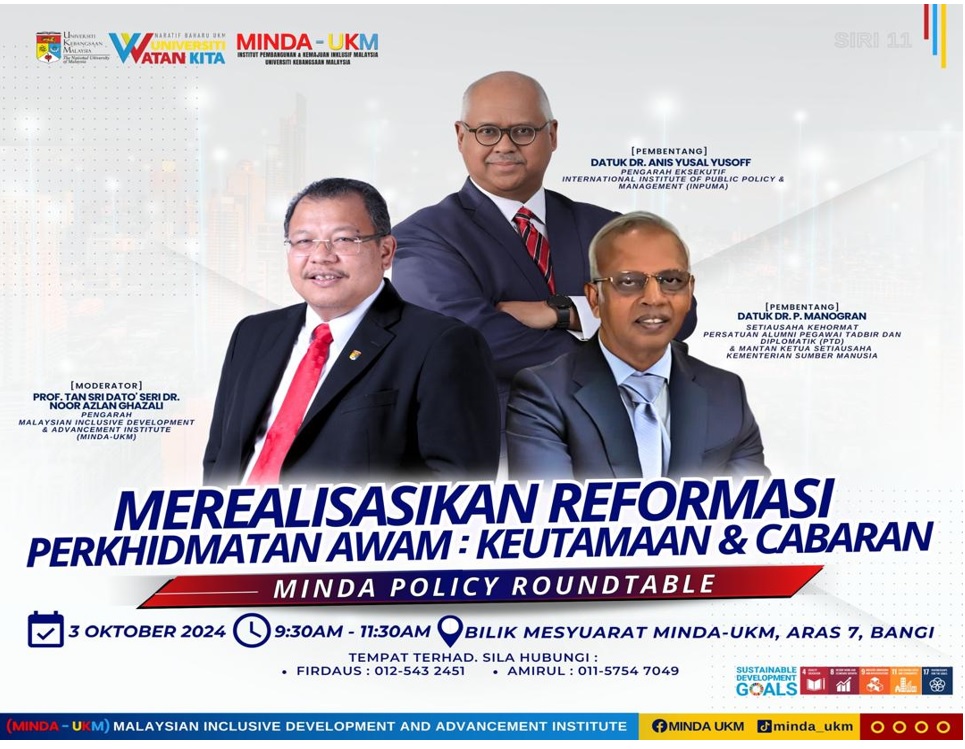 UNIVERSITI
KEBANGSAAN
MALAYSIA
The National University
of Malaysia
NARATIF BAHARU UKM
UNIVERSITI
WATAN KITA
MINDA - UKM
INSTITUT PEMBANGUNAN & KEMAJUAN INKLUSIF MALAYSIA
UNIVERSITI KEBANGSAAN MALAYSIA
SIRI 11
[PEMBENTANG]
DATUK DR. ANIS YUSAL YUSOFF
PENGARAH EKSEKUTIF
INTERNATIONAL INSTITUTE OF PUBLIC POLICY &
MANAGEMENT (INPUMA)
[PEMBENTANG]
DATUK DR. P. MANOGRAN
SETIAUSAHA KEHORMAT
PERSATUAN ALUMNI PEGAWAI TADBIR DAN
DIPLOMATIK (PTD)
& MANTAN KETUA SETIAUSAHA
KEMENTERIAN SUMBER MANUSIA
[MODERATOR]
PROF. TAN SRI DATO' SERI DR.
NOOR AZLAN GHAZALI
PENGARAH
MALAYSIAN INCLUSIVE DEVELOPMENT
& ADVANCEMENT INSTITUTE
(MINDA-UKM)
MEREALISASIKAN REFORMASI
PERKHIDMATAN AWAM : KEUTAMAAN & CABARAN
MINDA POLICY ROUNDTABLE
3 OKTOBER 2024 9:30AM - 11:30AM BILIK MESYUARAT MINDA-UKM, ARAS 7, BANGI
TEMPAT TERHAD. SILA HUBUNGI :
• FIRDAUS : 012-543 2451 • AMIRUL : 011-5754 7049
SUSTAINABLE
DEVELOPMENT
GOALS
4 8 9 11 17
(MINDA - UKM) MALAYSIAN INCLUSIVE DEVELOPMENT AND ADVANCEMENT INSTITUTE MINDA UKM minda_ukm